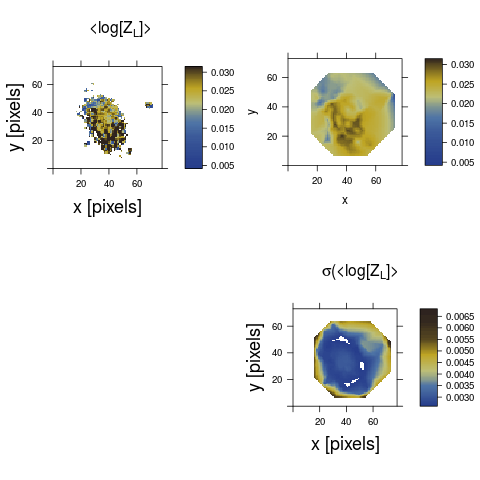 <log[Z_L]>
0.030
0.025
0.020
0.015
0.010
0.005
60
40
20
20 40 60
y [pixels]
x [pixels]
0.030
0.025
0.020
0.015
0.010
0.005
60
40
20
20 40 60
y
x
σ(<log[Z_L]>
0.0065
0.0060
0.0055
0.0050
0.0045
0.0040
0.0035
0.0030
60
40
20
20 40 60
y [pixels]
x [pixels]